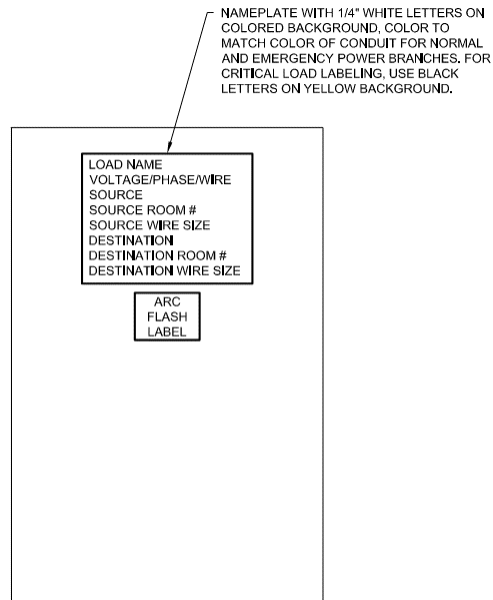 NAMEPLATE WITH 1/4" WHITE LETTERS ON
COLORED BACKGROUND, COLOR TO
MATCH COLOR OF CONDUIT FOR NORMAL
AND EMERGENCY POWER BRANCHES. FOR
CRITICAL LOAD LABELING, USE BLACK
LETTERS ON YELLOW BACKGROUND.
LOAD NAME
VOLTAGE/PHASE/WIRE
SOURCE
SOURCE ROOM #
SOURCE WIRE SIZE
DESTINATION
DESTINATION ROOM #
DESTINATION WIRE SIZE
ARC
FLASH
LABEL